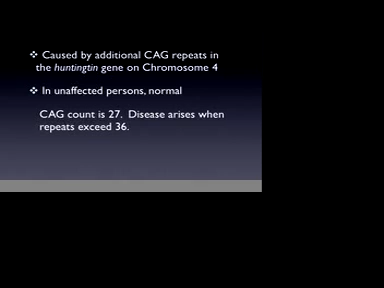 ❖ Caused by additional CAG repeats in
the huntingtin gene on Chromosome 4
❖ In unaffected persons, normal
CAG count is 27. Disease arises when
repeats exceed 36.